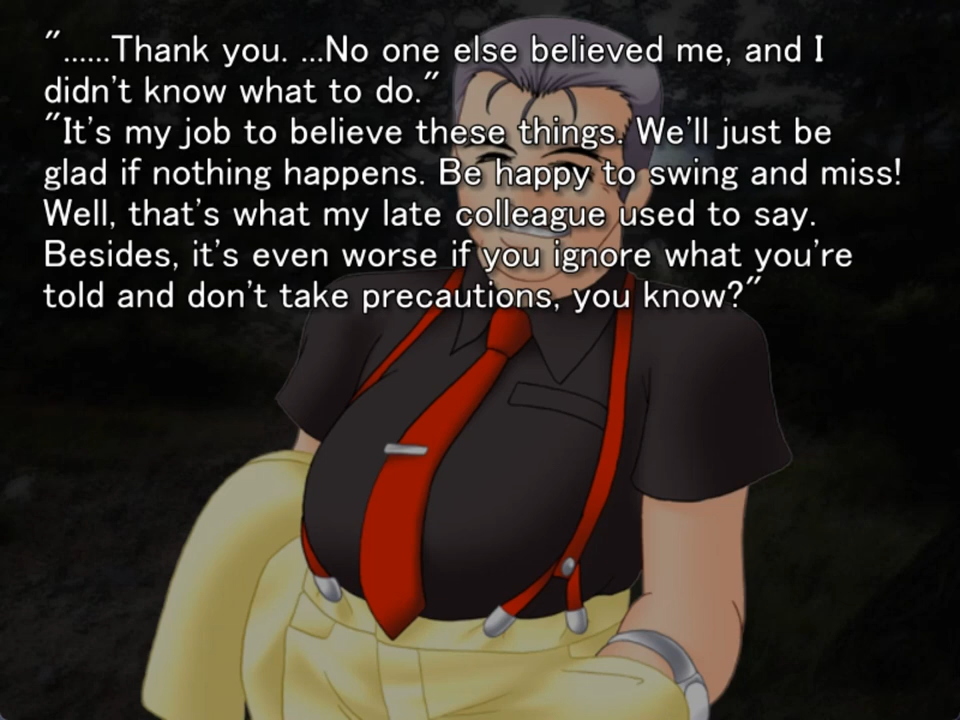 "......Thank you. ...No one else believed me, and I
didn't know what to do."
"It's my job to believe these things. We'll just be
glad if nothing happens. Be happy to swing and miss!
Well, that's what my late colleague used to say.
Besides, it's even worse if you ignore what you're
told and don't take precautions, you know?"